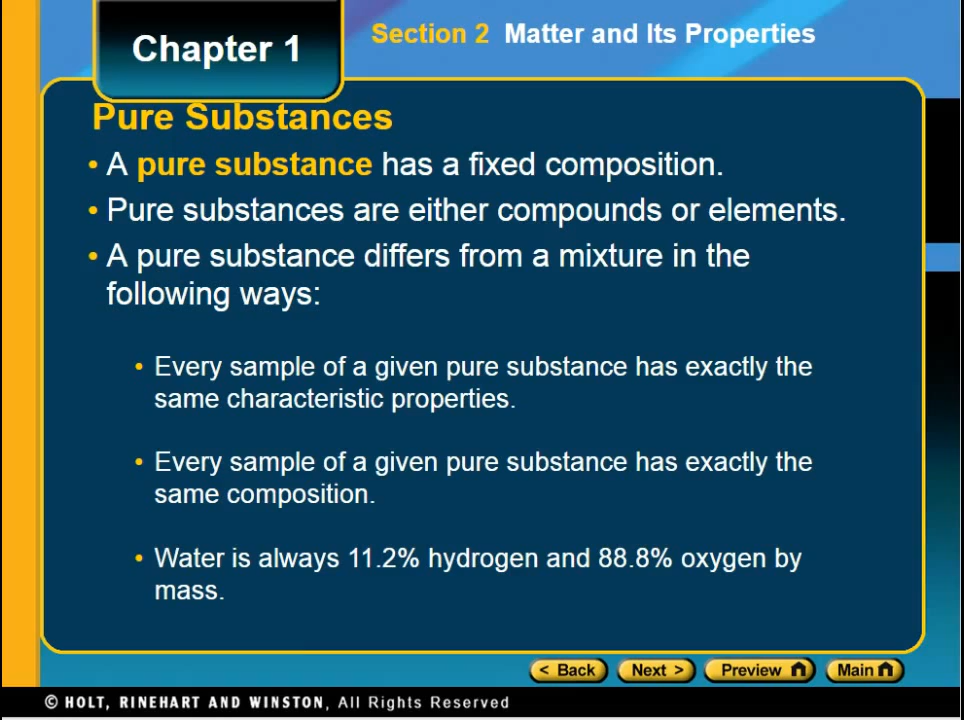 Chapter 1
Section 2 Matter and Its Properties
Pure Substances
• A pure substance has a fixed composition.
• Pure substances are either compounds or elements.
• A pure substance differs from a mixture in the
following ways:
• Every sample of a given pure substance has exactly the
same characteristic properties.
• Every sample of a given pure substance has exactly the
same composition.
• Water is always 11.2% hydrogen and 88.8% oxygen by
mass.
< Back Next > Preview Main
© HOLT, RINEHART AND WINSTON, All Rights Reserved